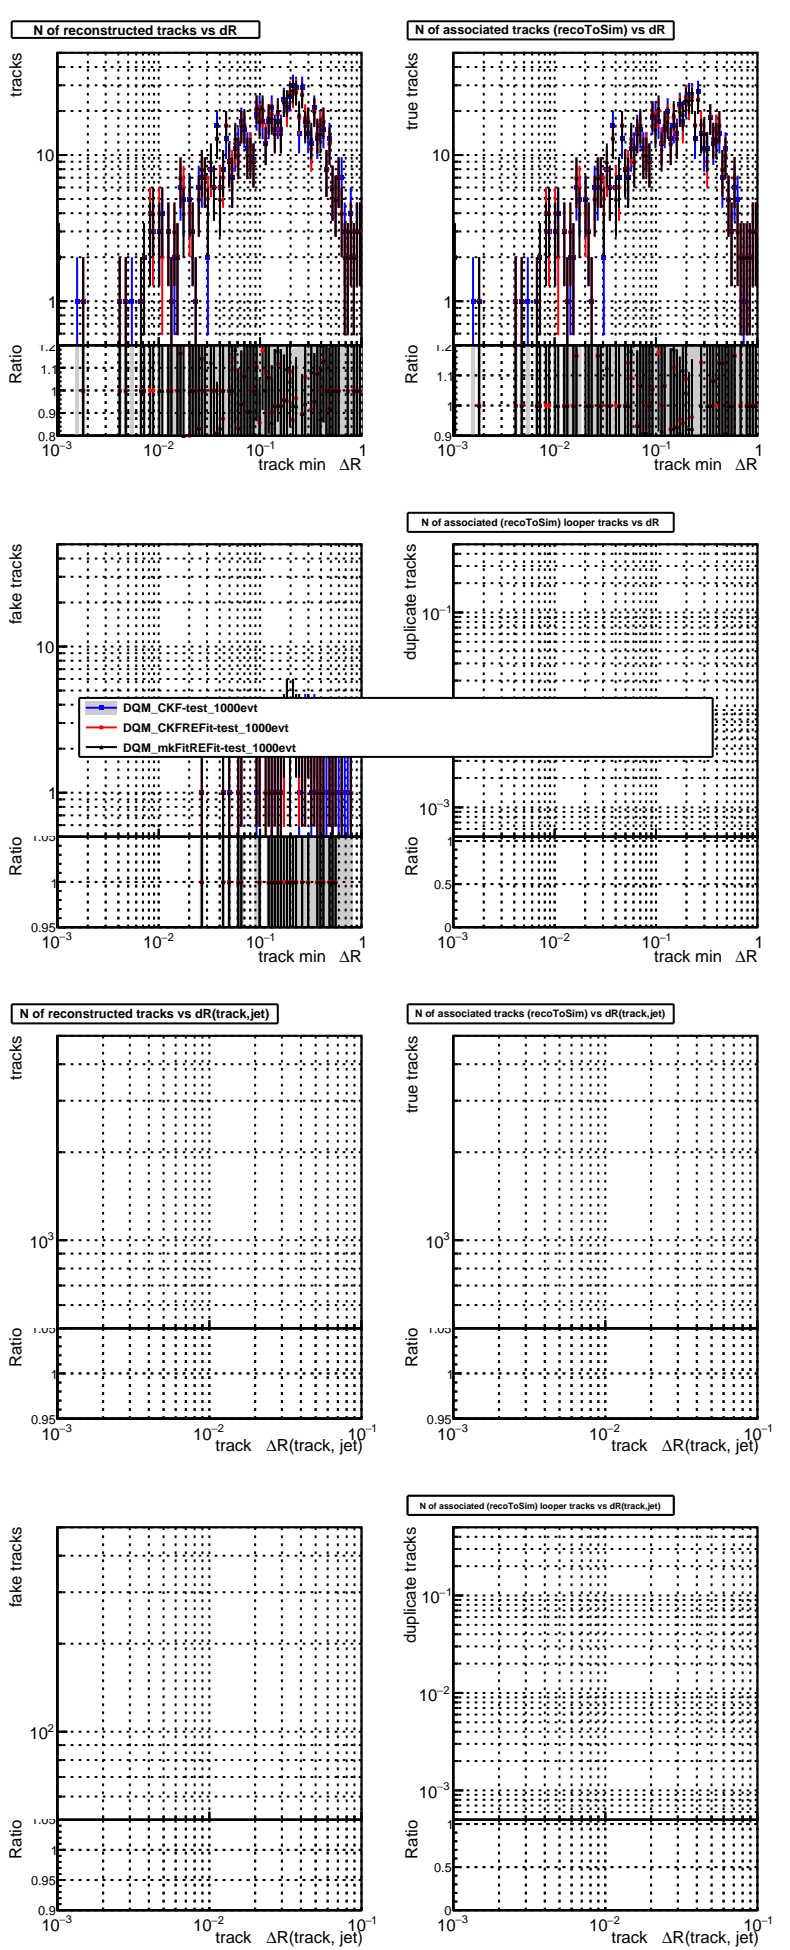 N of reconstructed tracks vs dR
N of associated tracks (recoToSim) vs dR
tracks
10
1
Ratio
1.2
1.1
1
0.9
0.8
10−3
10−2
10−1
1
track min ΔR
true tracks
10
1
Ratio
1.2
1.1
1
0.9
10−3
10−2
10−1
1
track min ΔR
N of associated (recoToSim) looper tracks vs dR
fake tracks
10
1
Ratio
1.05
1
0.95
10−3
10−2
10−1
1
track min ΔR
duplicate tracks
10−1
10−3
Ratio
1
0.5
0
10−3
10−2
10−1
1
track min ΔR
DQM_CKF-test_1000evt
DQM_CKFREFit-test_1000evt
DQM_mkFitREFit-test_1000evt
N of reconstructed tracks vs dR(track,jet)
N of associated tracks (recoToSim) vs dR(track,jet)
tracks
103
Ratio
1.05
1
0.95
10−3
10−2
10−1
track ΔR(track, jet)
true tracks
103
Ratio
1.05
1
0.95
10−3
10−2
10−1
track ΔR(track, jet)
N of associated (recoToSim) looper tracks vs dR(track,jet)
fake tracks
102
Ratio
1.05
1
0.95
0.9
10−3
10−2
10−1
track ΔR(track, jet)
duplicate tracks
10−1
10−2
10−3
Ratio
1
0.5
0
10−3
10−2
10−1
track ΔR(track, jet)